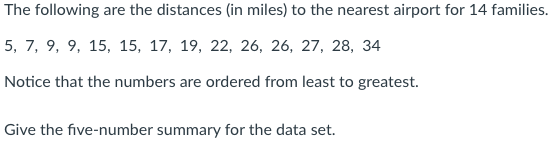 The following are the distances (in miles) to the nearest airport for 14 families.
5, 7, 9, 9, 15, 15, 17, 19, 22, 26, 26, 27, 28, 34
Notice that the numbers are ordered from least to greatest.
Give the five-number summary for the data set.